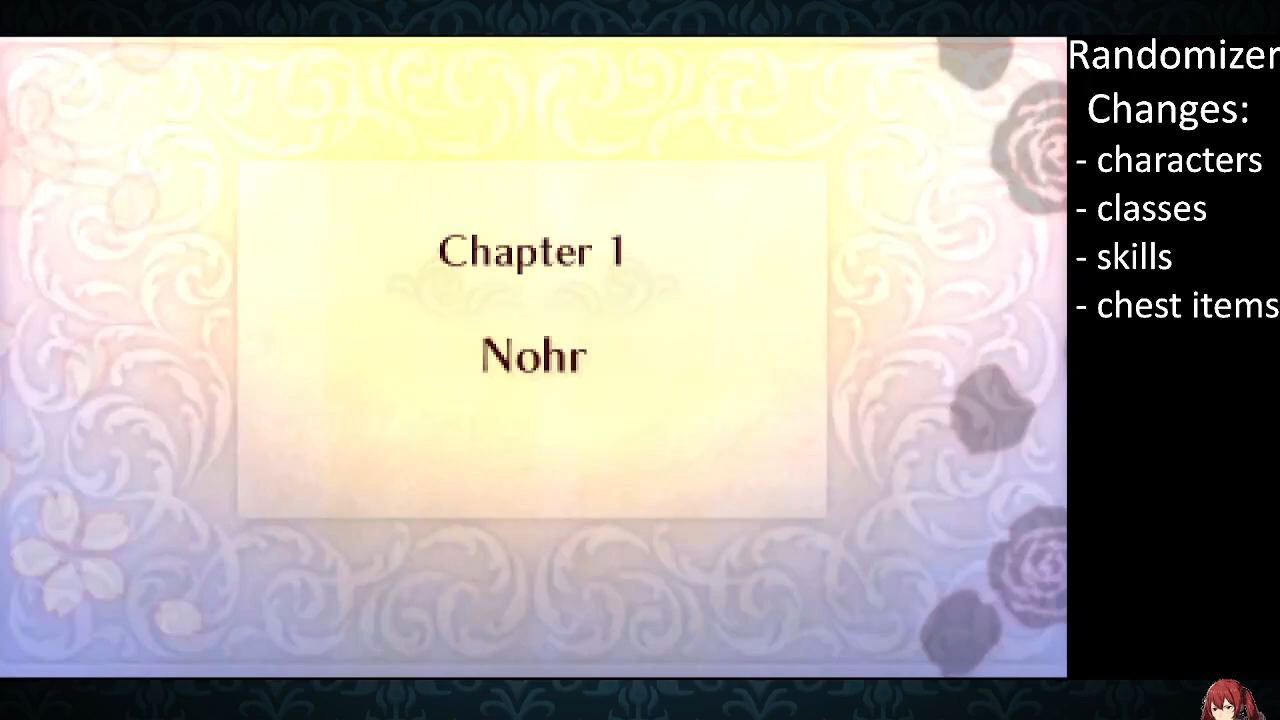 Chapter 1
Nohr
Randomizer
Changes:
- characters
- classes
- skills
- chest items